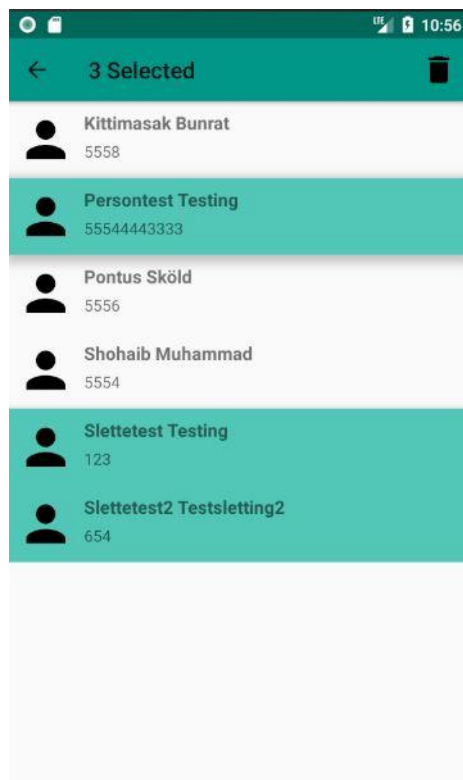 LTE 10:56
3 Selected
Kittimasak Bunrat
5558
Persontest Testing
55544443333
Pontus Sköld
5556
Shohaib Muhammad
5554
Slettetest Testing
123
Slettetest2 Testsletting2
654